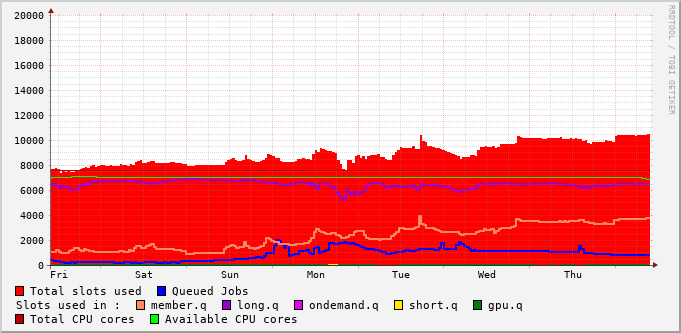 20000
18000
16000
14000
12000
10000
8000
6000
4000
2000
0
Fri Sat Sun Mon Tue Wed Thu
Total slots used Queued Jobs
Slots used in : member.q long.q ondemand.q short.q gpu.q
Total CPU cores Available CPU cores
RRDTOOL / TOBI OETIKER